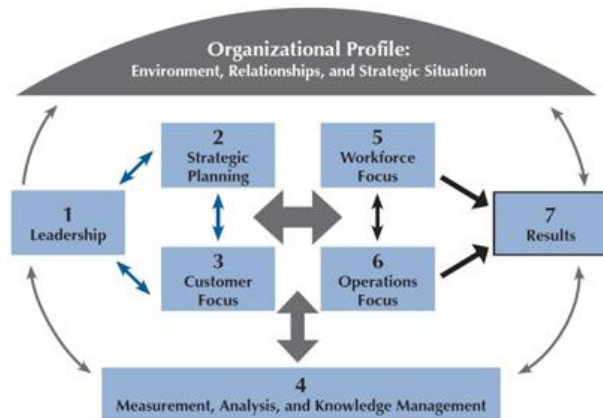 Organizational Profile:
Environment, Relationships, and Strategic Situation
2
Strategic
Planning
5
Workforce
Focus
1
Leadership
7
Results
3
Customer
Focus
6
Operations
Focus
4
Measurement, Analysis, and Knowledge Management